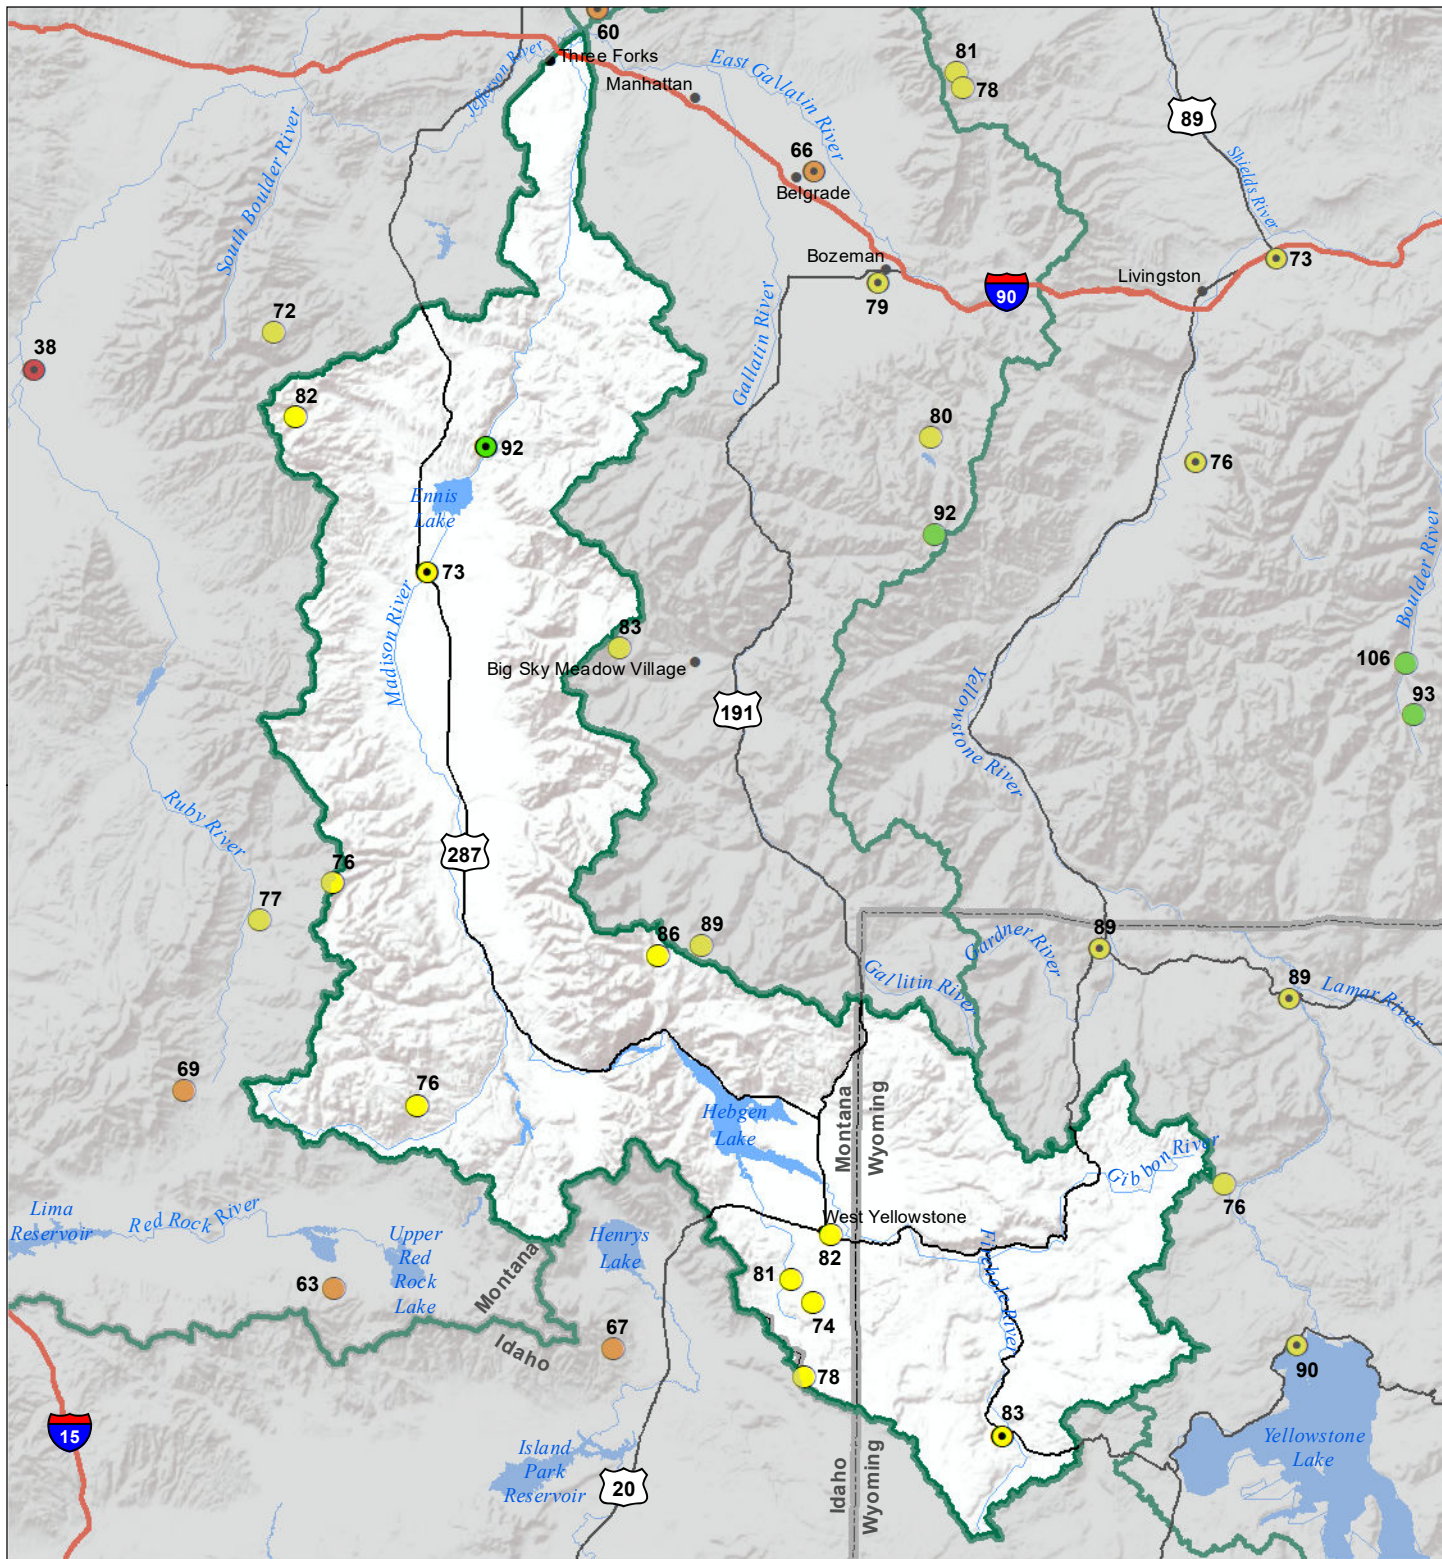 60
Three Forks
Jefferson River
Manhattan
East Gallatin River
81
78
89
66
Belgrade
South Boulder River
Shields River
Bozeman
73
Livingston
90
79
72
Gallatin River
38
82
80
92
76
Ennis
Lake
92
73
Boulder River
Madison River
83
Big Sky Meadow Village
106
93
191
Yellowstone River
Ruby River
287
76
77
86
89
89
Gardner River
Gallitin River
89
Lamar River
69
76
Hebgen
Lake
Montana
Wyoming
Gibbon River
76
Lima
Reservoir
Red Rock River
West Yellowstone
82
Upper
Red
Rock
Lake
Henrys
Lake
Montana
Firehole River
81
63
74
Idaho
67
78
90
83
15
Island
Park
Reservoir
20
Idaho
Wyoming
Yellowstone
Lake